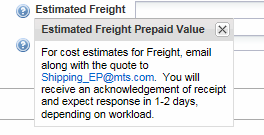 Estimated Freight
Estimated Freight Prepaid Value
For cost estimates for Freight, email
along with the quote to
Shipping_EP@mts.com. You will
receive an acknowledgement of receipt
and expect response in 1-2 days,
depending on workload.